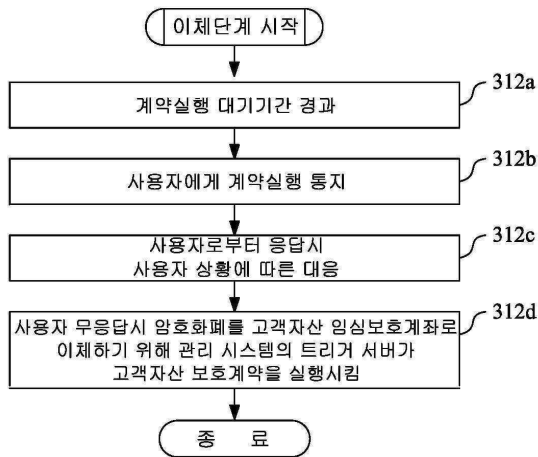 이체단계 시작
312a
계약실행 대기기간 경과
312b
사용자에게 계약실행 통지
312c
사용자로부터 응답시
사용자 상황에 따른 대응
312d
사용자 무응답시 암호화폐를 고객자산 임심보호계좌로
이체하기 위해 관리 시스템의 트리거 서버가
고객자산 보호계약을 실행시킴
종 료